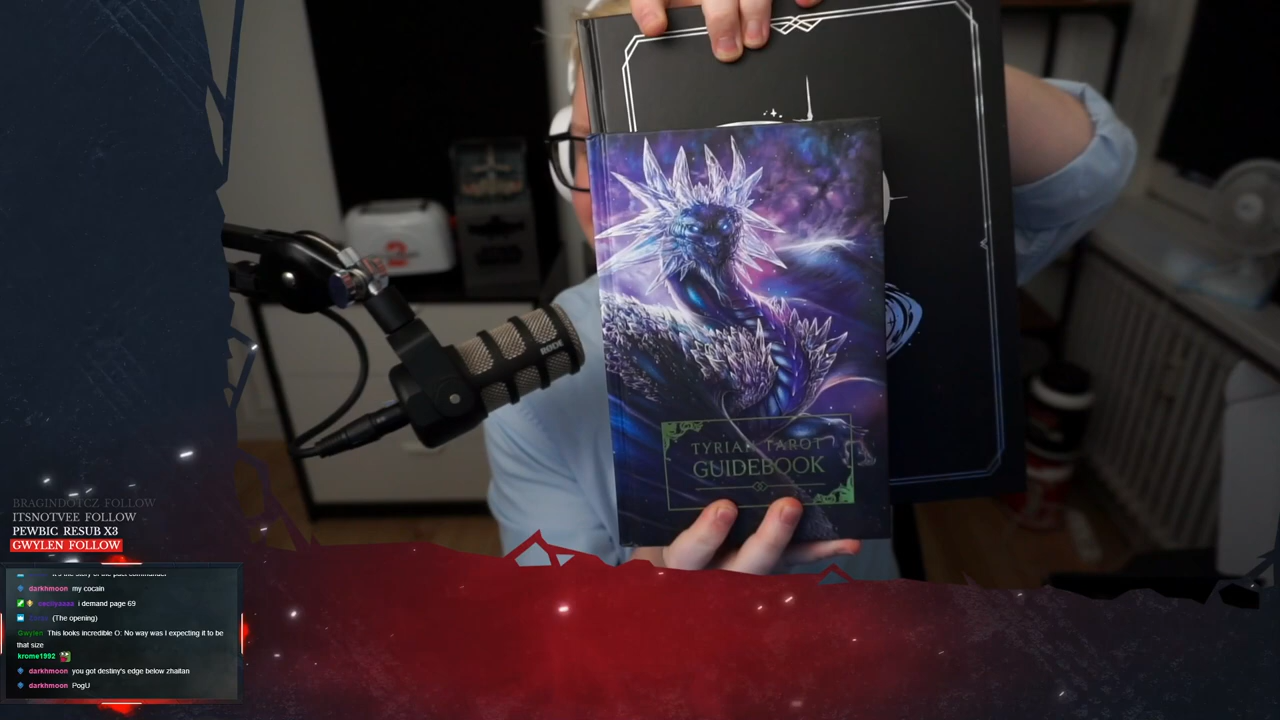 RODE
TYRIAN TAROT
GUIDEBOOK
BRAGINDOTCZ FOLLOW
ITSNOTVEE FOLLOW
PEWBIC RESUB X3
GWYLEN FOLLOW
darkhmoon my cocain
i demand page 69
(The opening)
Gwylen This looks incredible O: No way was I expecting it to be
that size
krome1992
darkhmoon you got destiny's edge below zhaitan
darkhmoon PogU